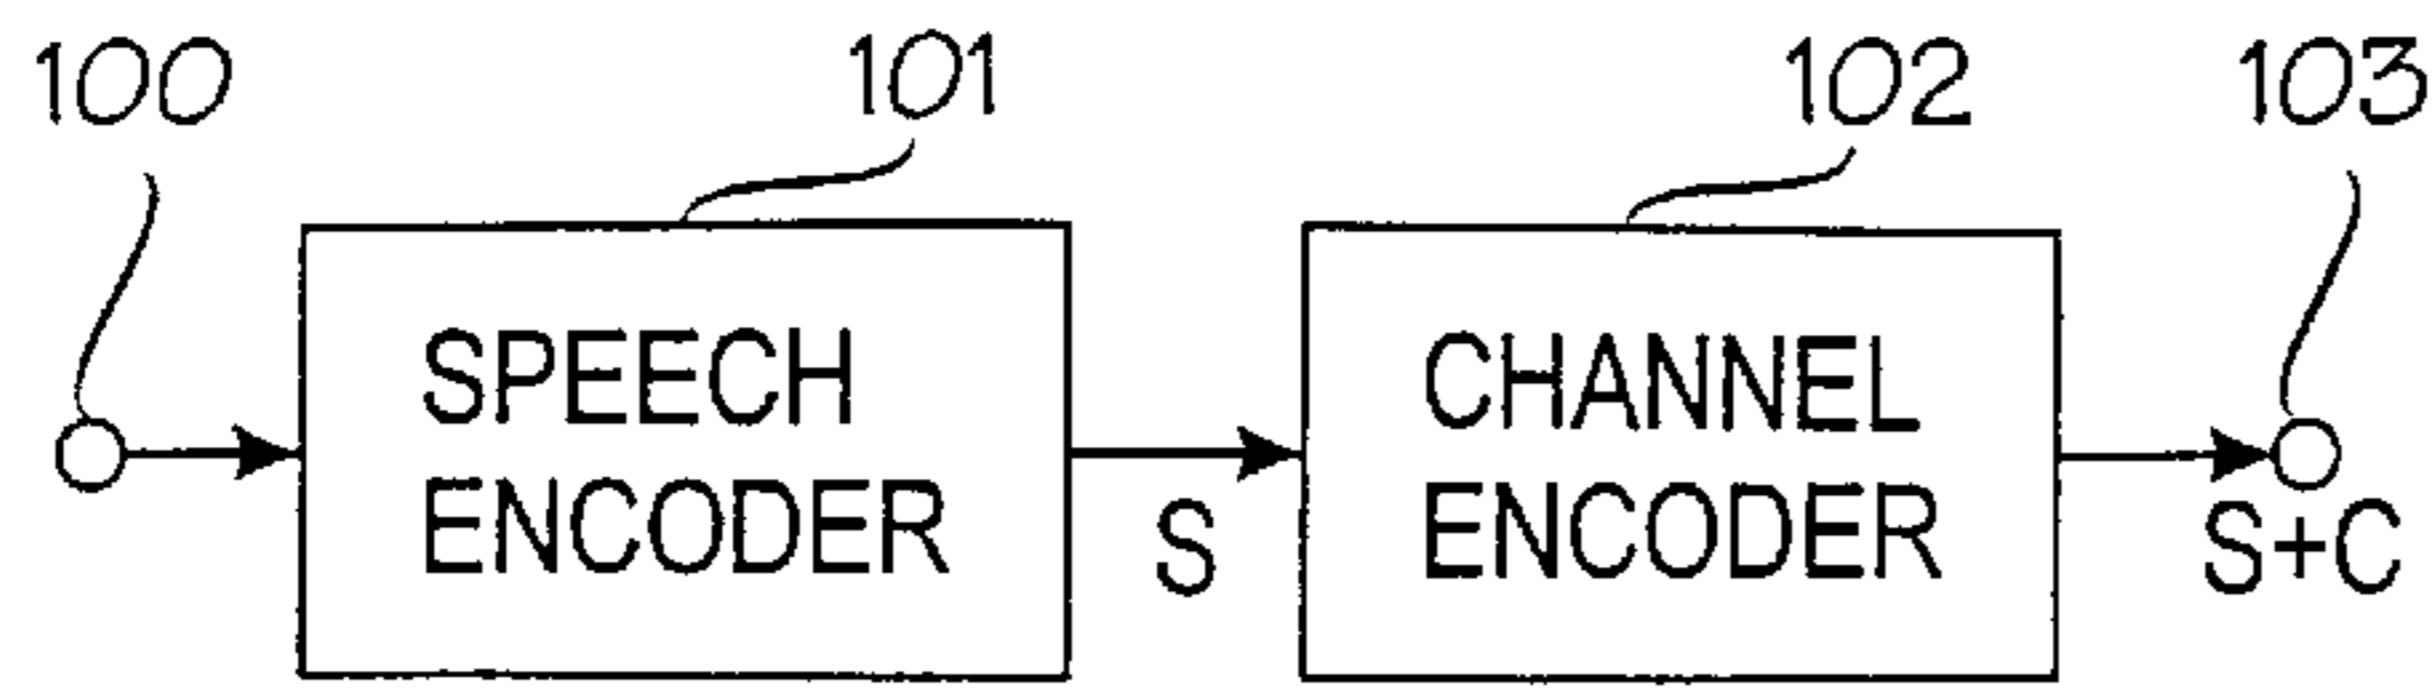 100
101
102
103
SPEECH
ENCODER
S
CHANNEL
ENCODER
S+C